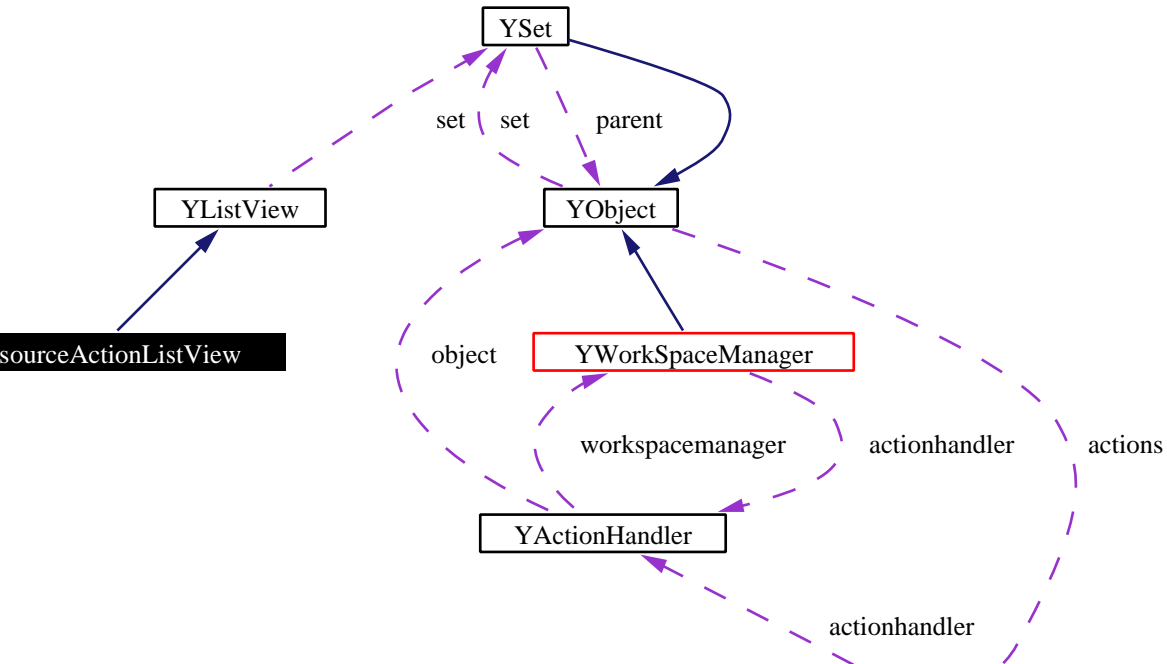 YSet
set
set
parent
YListView
YObject
sourceActionListView
object
YWorkSpaceManager
workspacemanager
actionhandler
actions
YActionHandler
actionhandler